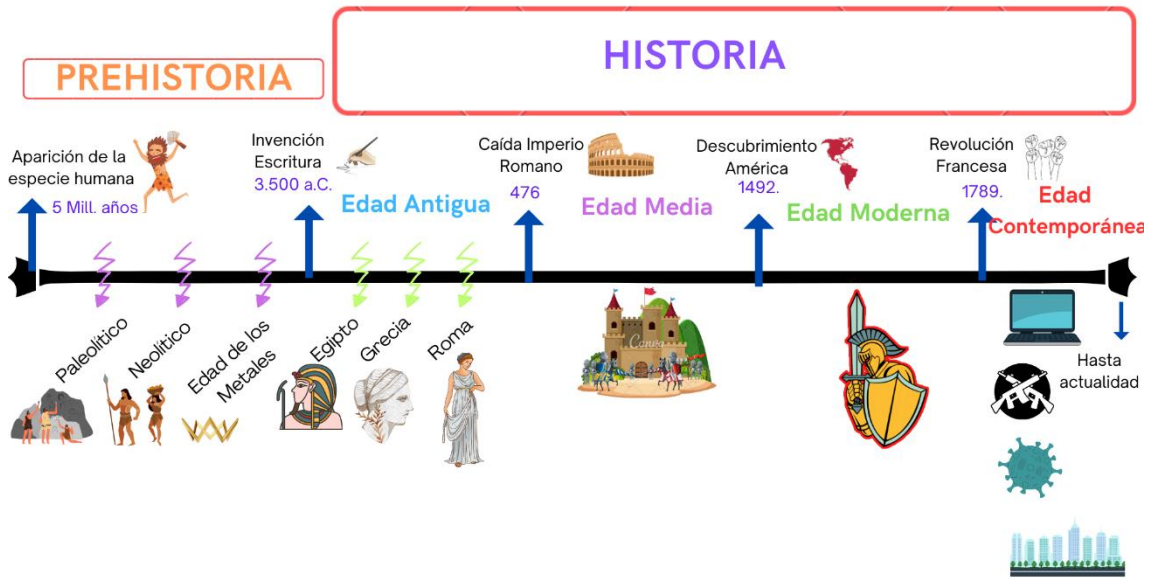 PREHISTORIA
HISTORIA
Aparición de la
especie humana
5 Mill. años
Invención
Escritura
3.500 a.C.
Edad Antigua
Caída Imperio
Romano
476
Edad Media
Descubrimiento
América
1492.
Edad Moderna
Revolución
Francesa
1789.
Edad
Contemporánea
Paleolítico
Neolítico
Edad de los
Metales
Egipto
Grecia
Roma
Canva
Hasta
actualidad